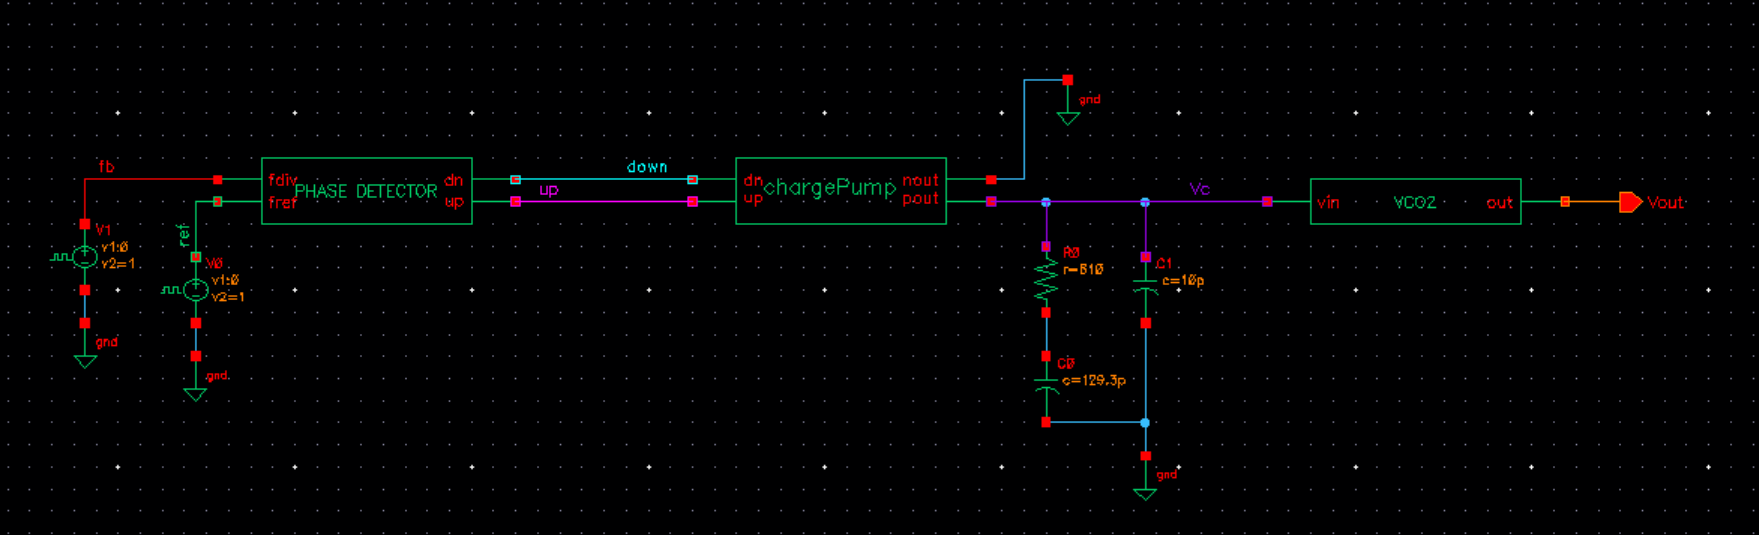 gnd
fb
down
up
fdiv
PHASE DETECTOR
dn
fref
up
dn
chargePump
nout
up
pout
Vc
vin
VCO2
out
Vout
V1
v1:0
v2=1
ref
V0
v1:0
v2=1
R0
r=610
C1
c=10p
gnd
gnd
C0
c=129.3p
gnd